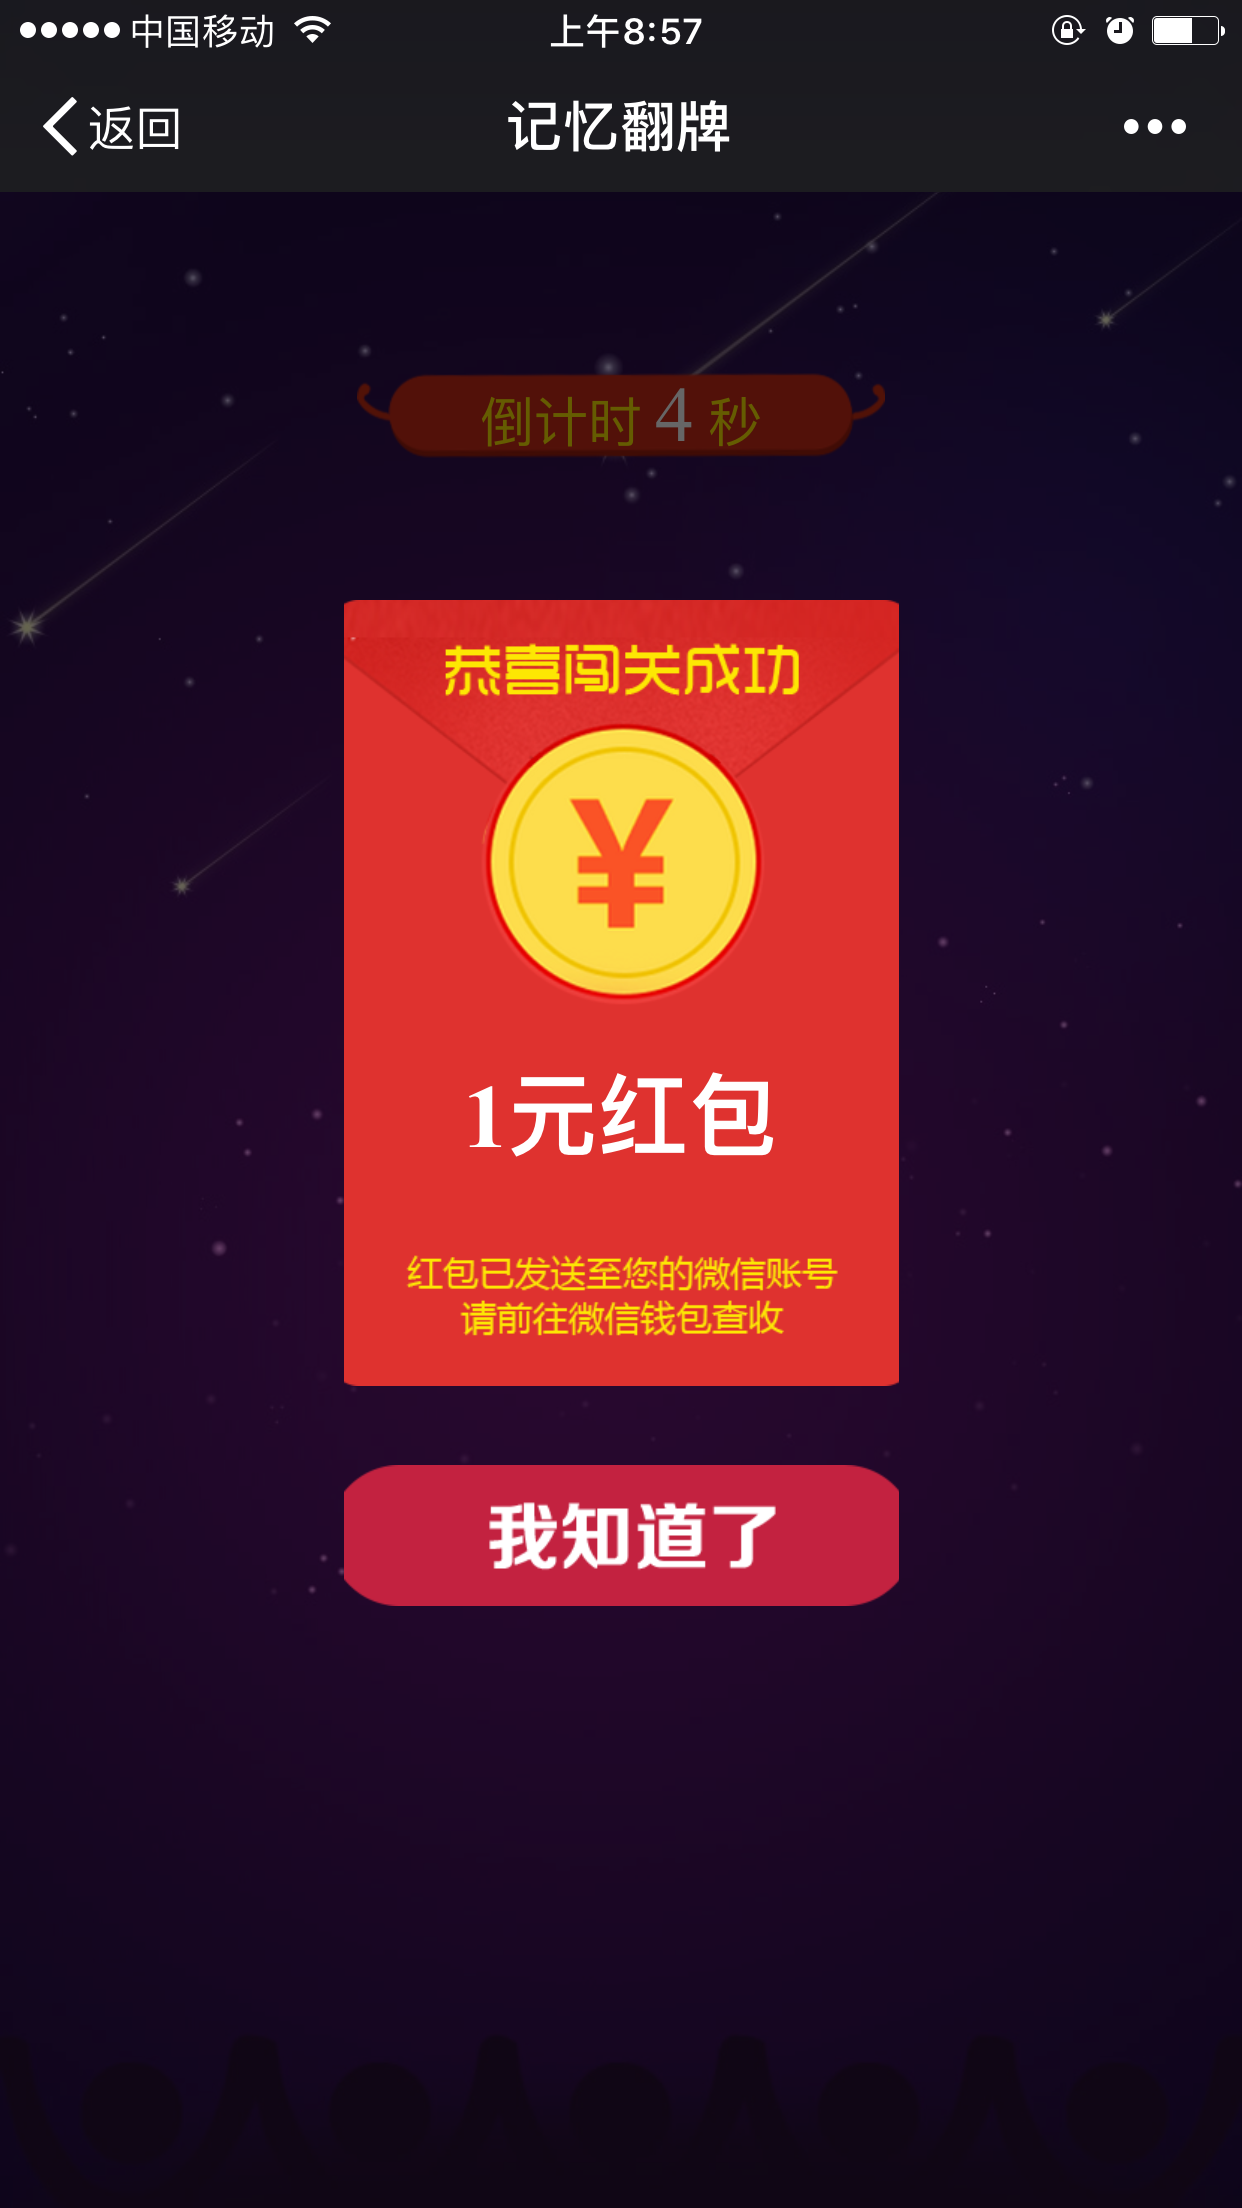 中国移动 上午8:57
返回 记忆翻牌
倒计时 4 秒
恭喜闯关成功
¥
1元红包
红包已发送至您的微信账号
请前往微信钱包查收
我知道了